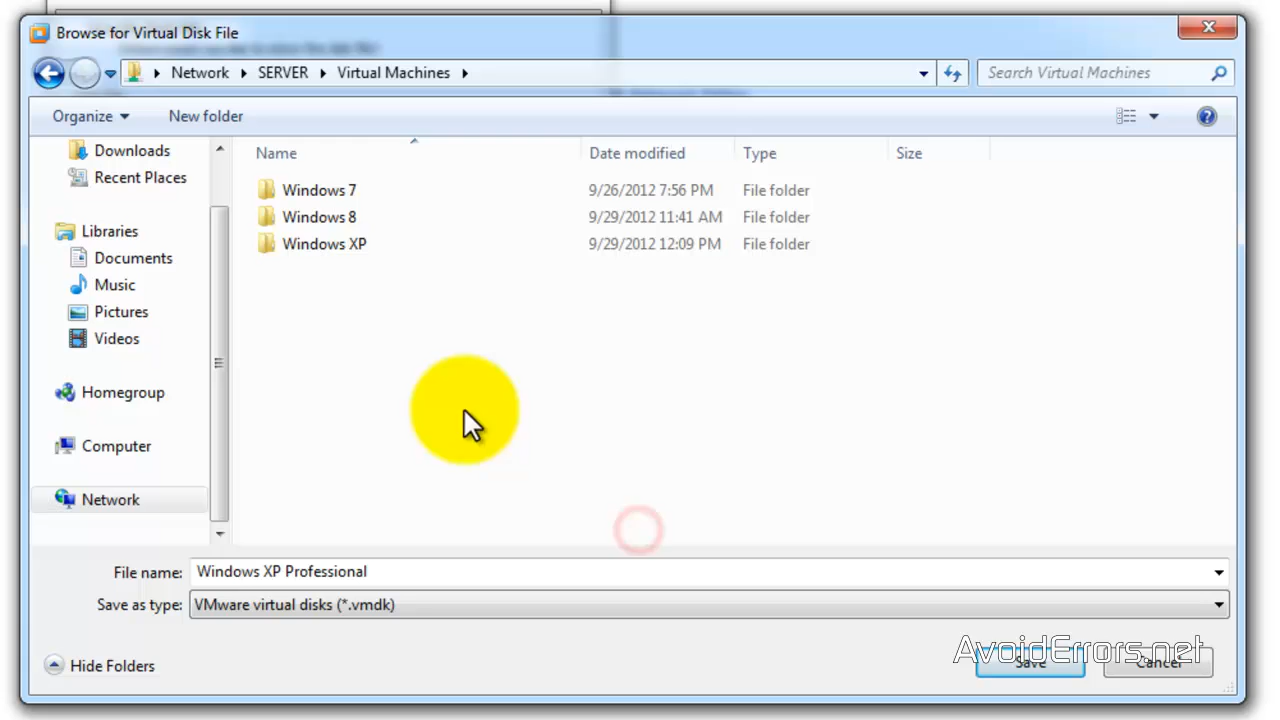 Browse for Virtual Disk File
Network SERVER Virtual Machines
Search Virtual Machines
Organize New folder
Downloads
Recent Places
Libraries
Documents
Music
Pictures
Videos
Homegroup
Computer
Network
Name Date modified Type Size
Windows 7 9/26/2012 7:56 PM File folder
Windows 8 9/29/2012 11:41 AM File folder
Windows XP 9/29/2012 12:09 PM File folder
File name: Windows XP Professional
Save as type: VMware virtual disks (*.vmdk)
Hide Folders
Save Cancel
AvoidErrors.net